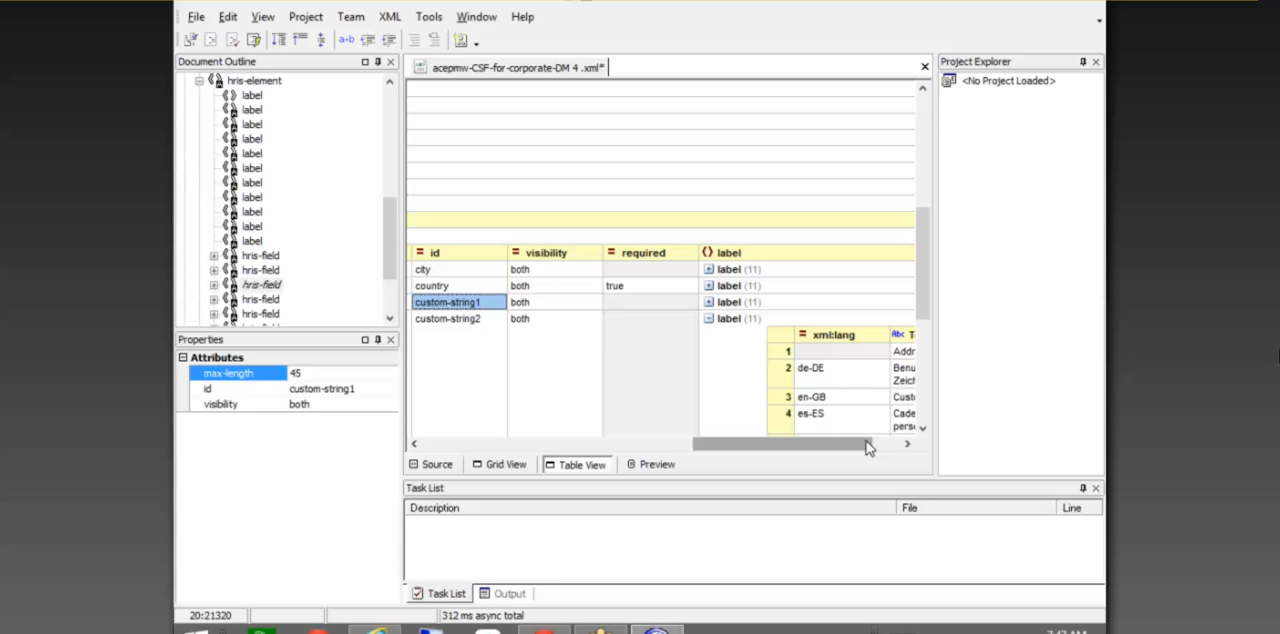 File Edit View Project Team XML Tools Window Help
Document Outline
acepmw-CSF-for-corporate-DM 4 .xml*
Project Explorer
hris-element
<No Project Loaded>
label
label
label
label
label
label
label
label
label
label
label
hris-field
hris-field
hris-field
hris-field
hris-field
= id = visibility = required label
city both label (11)
country both true label (11)
custom-string1 both label (11)
custom-string2 both label (11)
= xml:lang Abc
1 Addr
2 de-DE Benu
Zeich
3 en-GB
4 es-ES Cade
Properties
Attributes
max-length 45
id custom-string1
visibility both
Source Grid View Table View Preview
Task List
Description File Line
Task List Output
20:21320 312 ms async total